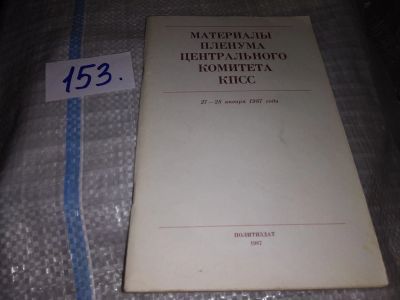 153.
МАТЕРИАЛЫ
ПЛЕНУМА
ЦЕНТРАЛЬНОГО
КОМИТЕТА
КПСС
27—28 января 1987 года
ПОЛИТИЗДАТ
1987